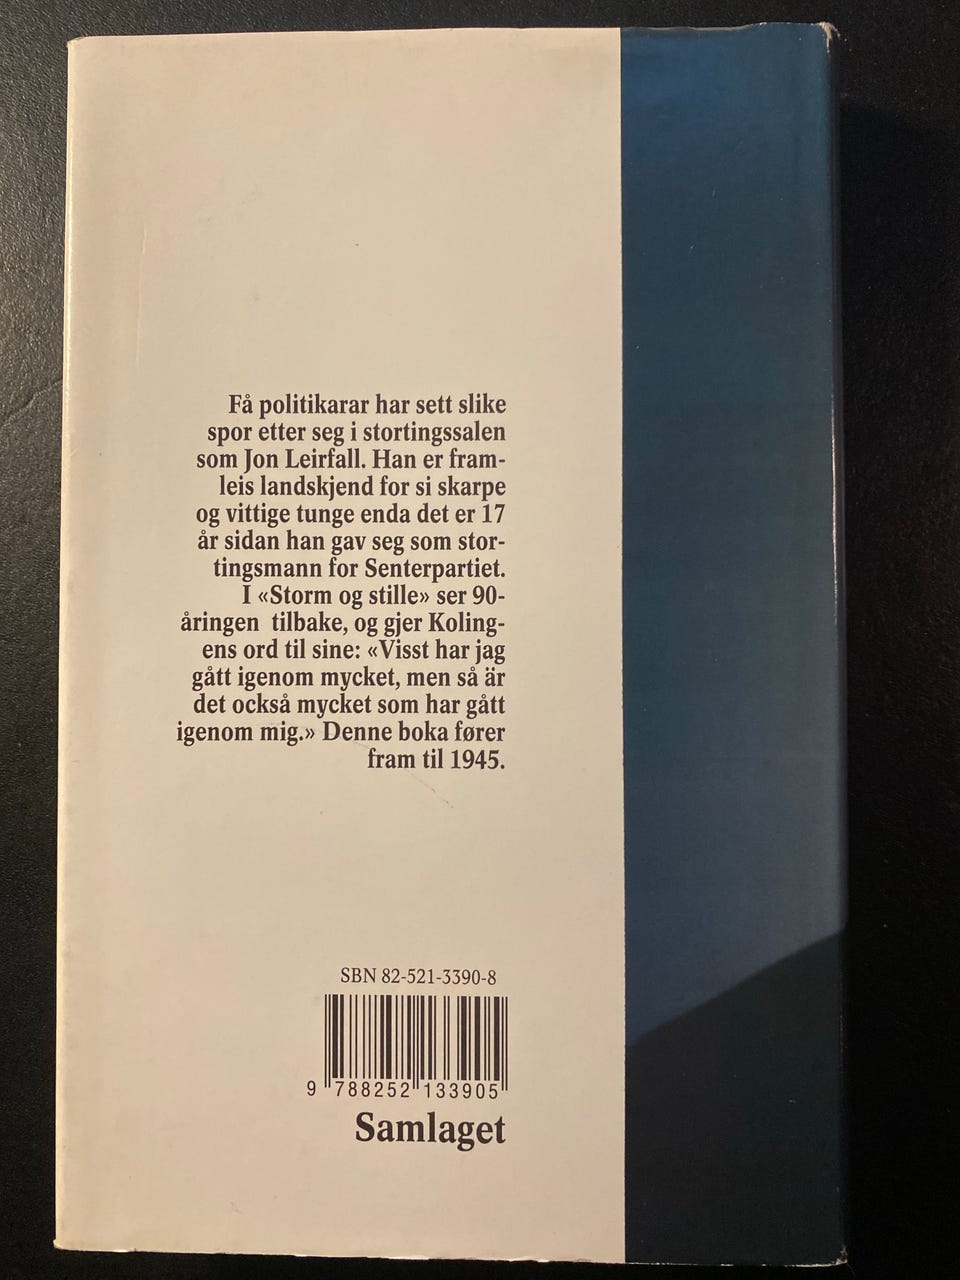 Få politikarar har sett slike
spor etter seg i stortingssalen
som Jon Leirfall. Han er fram-
leis landskjend for si skarpe
og vittige tunge enda det er 17
år sidan han gav seg som stor-
tingsmann for Senterpartiet.
I «Storm og stille» ser 90-
åringen tilbake, og gjer Koling-
ens ord til sine: «Visst har jag
gått igenom mycket, men så är
det också mycket som har gått
igenom mig.» Denne boka fører
fram til 1945.
SBN 82-521-3390-8
9 788252 133905
Samlaget